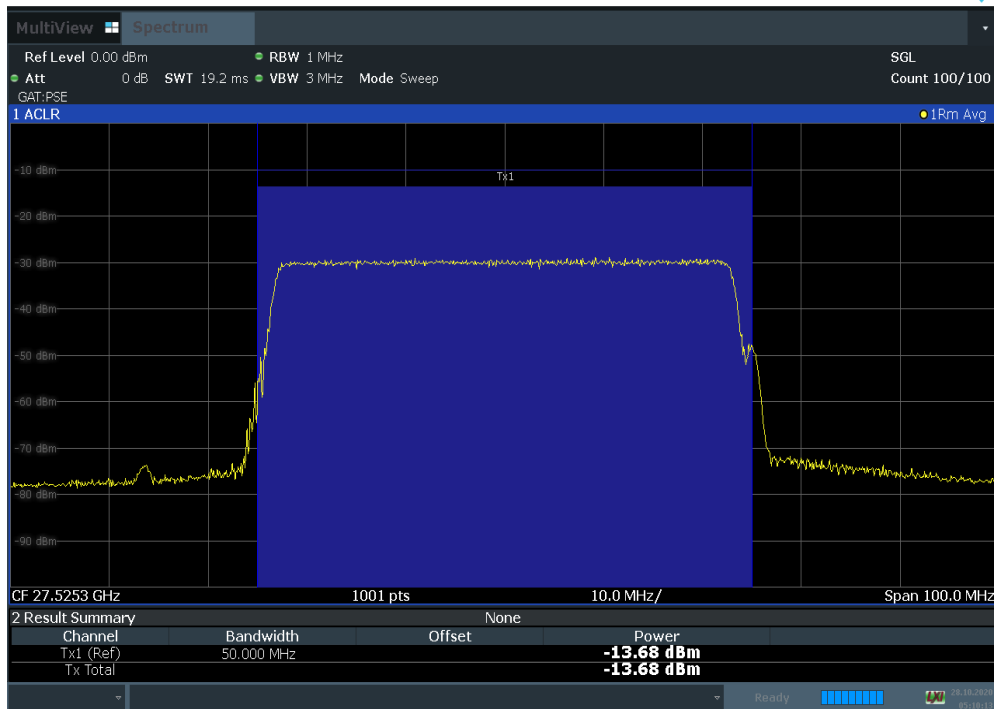 MultiView Spectrum
Ref Level 0.00 dBm RBW 1 MHz SGL
Att 0 dB SWT 19.2 ms VBW 3 MHz Mode Sweep Count 100/100
GAT:PSE
1 ACLR 1Rm Avg
-10 dBm
Tx1
-20 dBm
-30 dBm
-40 dBm
-50 dBm
-60 dBm
-70 dBm
-80 dBm
-90 dBm
CF 27.5253 GHz 1001 pts 10.0 MHz/ Span 100.0 MHz
2 Result Summary None
Channel Bandwidth Offset Power
Tx1 (Ref) 50.000 MHz -13.68 dBm
Tx Total -13.68 dBm
Ready 28.10.2020